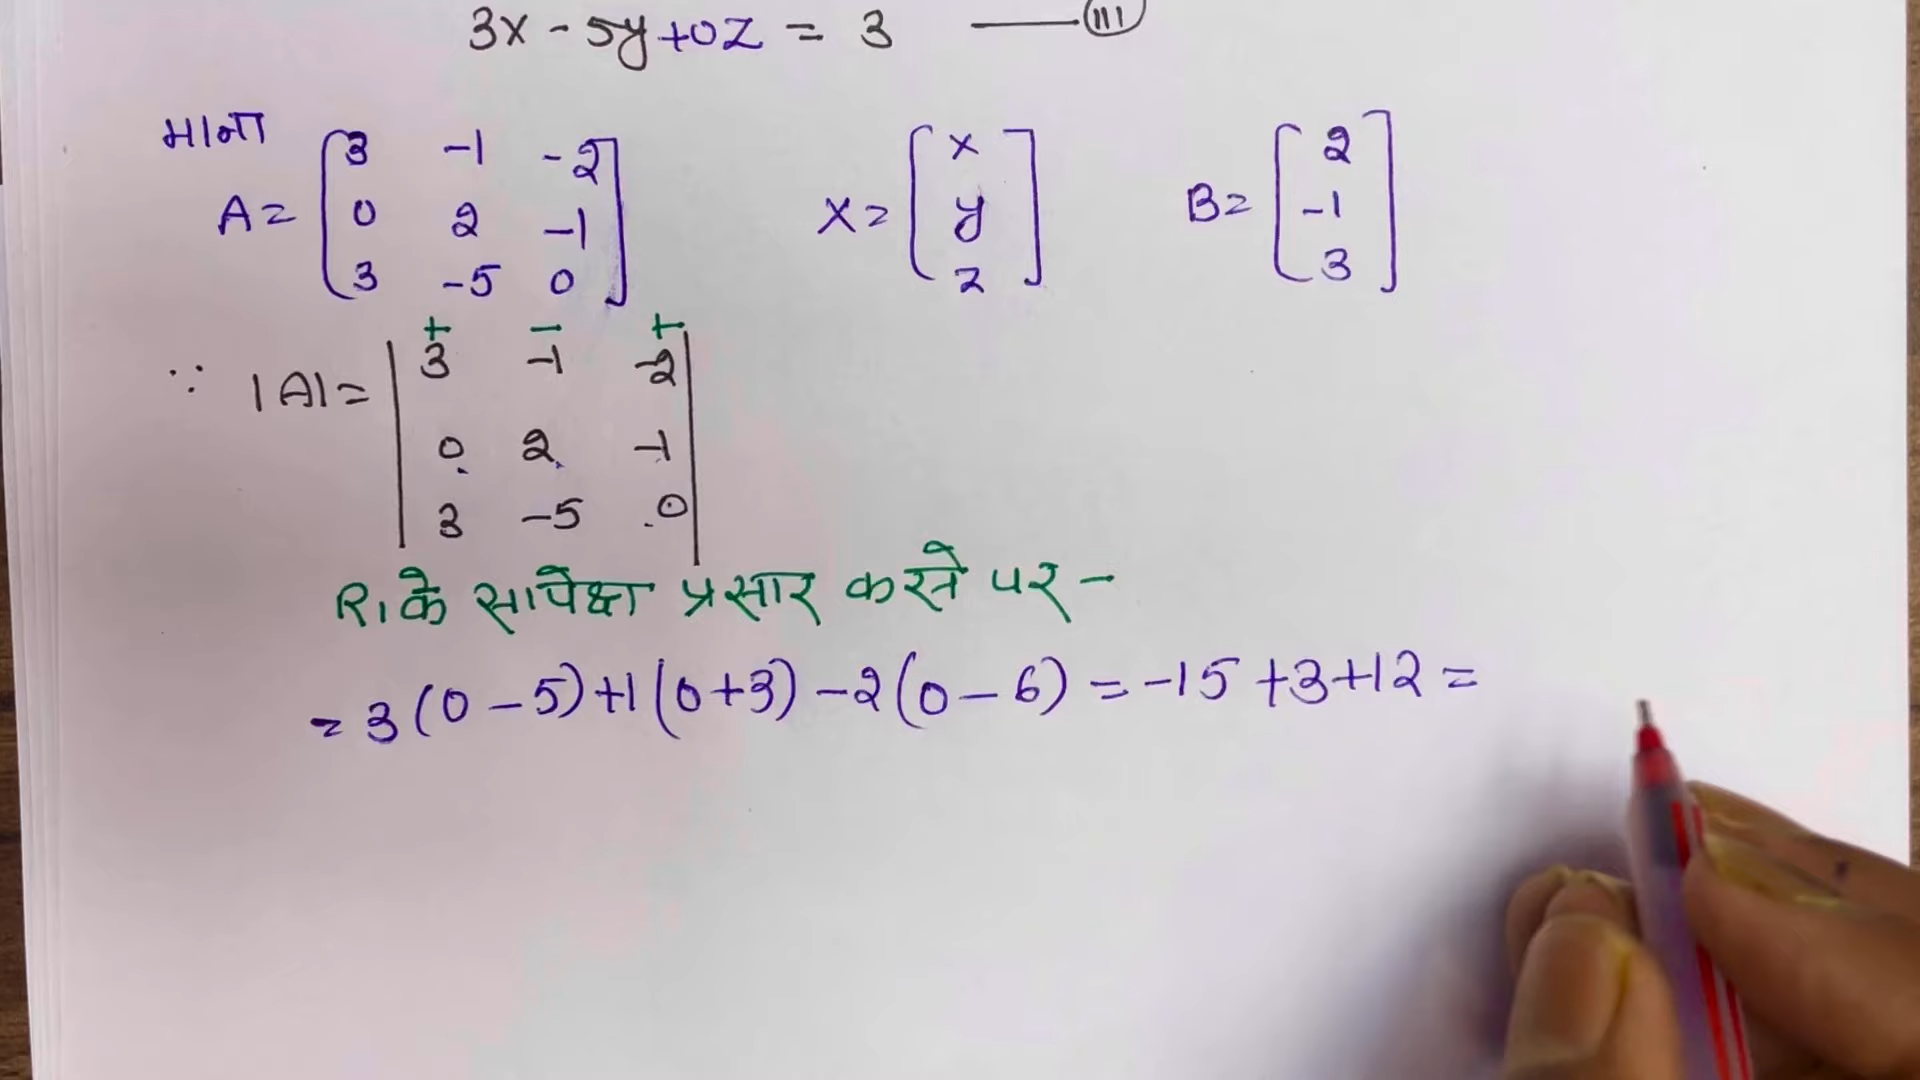 3x - 5y + 0z = 3 —— (III)
माना
A = [3 -1 -2 X = [x B = [2
0 2 -1 y -1
3 -5 0] z] 3]
+ - +
∵ |A| = | 3 -1 -2
0 2 -1
3 -5 0 |
R₁ के सापेक्ष प्रसार करने पर -
= 3(0 - 5) + 1(0 + 3) - 2(0 - 6) = -15 + 3 + 12 =